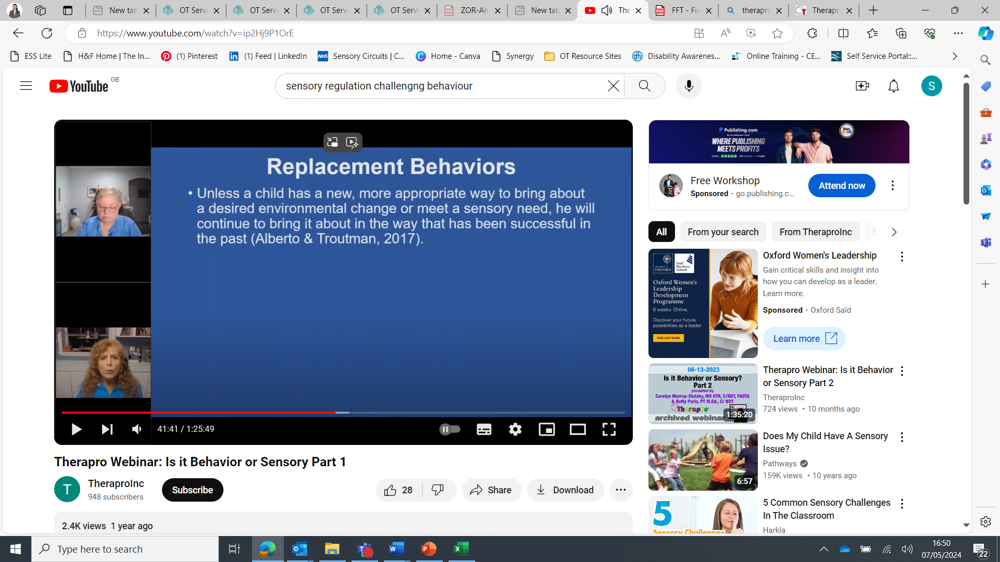 New tab
OT Servi
OT Servi
OT Servi
OT Servi
ZOR-An
New tab
The
FFT - Fir
therapro
Therapr
https://www.youtube.com/watch?v=ip2Hj9P1OrE
ESS Lite
H&F Home | The In...
(1) Pinterest
(1) Feed | LinkedIn
NHS
Sensory Circuits | C...
Home - Canva
Synergy
OT Resource Sites
Disability Awarenes...
Online Training - CE...
Self Service Portal::...
YouTube GB
sensory regulation challengng behaviour
S
Replacement Behaviors
• Unless a child has a new, more appropriate way to bring about
a desired environmental change or meet a sensory need, he will
continue to bring it about in the way that has been successful in
the past (Alberto & Troutman, 2017).
41:41 / 1:25:49
Therapro Webinar: Is it Behavior or Sensory Part 1
T
TheraproInc
948 subscribers
Subscribe
28
Share
Download
2.4K views 1 year ago
Publishing.com
WHERE PUBLISHING
MEETS PROFITS
Inc.
5000
Free Workshop
Sponsored · go.publishing.c...
Attend now
All
From your search
From TheraproInc
UNIVERSITY OF
OXFORD
Saïd
Business
School
Oxford Women's
Leadership
Development
Programme
6 weeks. Online.
Discover your future
possibilities as a leader
FIND OUT MORE
Oxford Women's Leadership
Gain critical skills and insight into
how you can develop as a leader.
Learn more.
Sponsored · Oxford Saïd
Learn more
06-13-2023
Is it Behavior or Sensory?
Part 2
presented by
Carolyn Murray-Slutsky, MS OTR, C/NDT, FAOTA
& Betty Paris, PT M.Ed., C/ NDT
Therapro
archived webinar
1:35:20
Therapro Webinar: Is it Behavior
or Sensory Part 2
TheraproInc
724 views • 10 months ago
6:57
Does My Child Have A Sensory
Issue?
Pathways
159K views • 10 years ago
5
Sensory Challenges
5 Common Sensory Challenges
In The Classroom
Harkla
Type here to search
16:50
07/05/2024
22